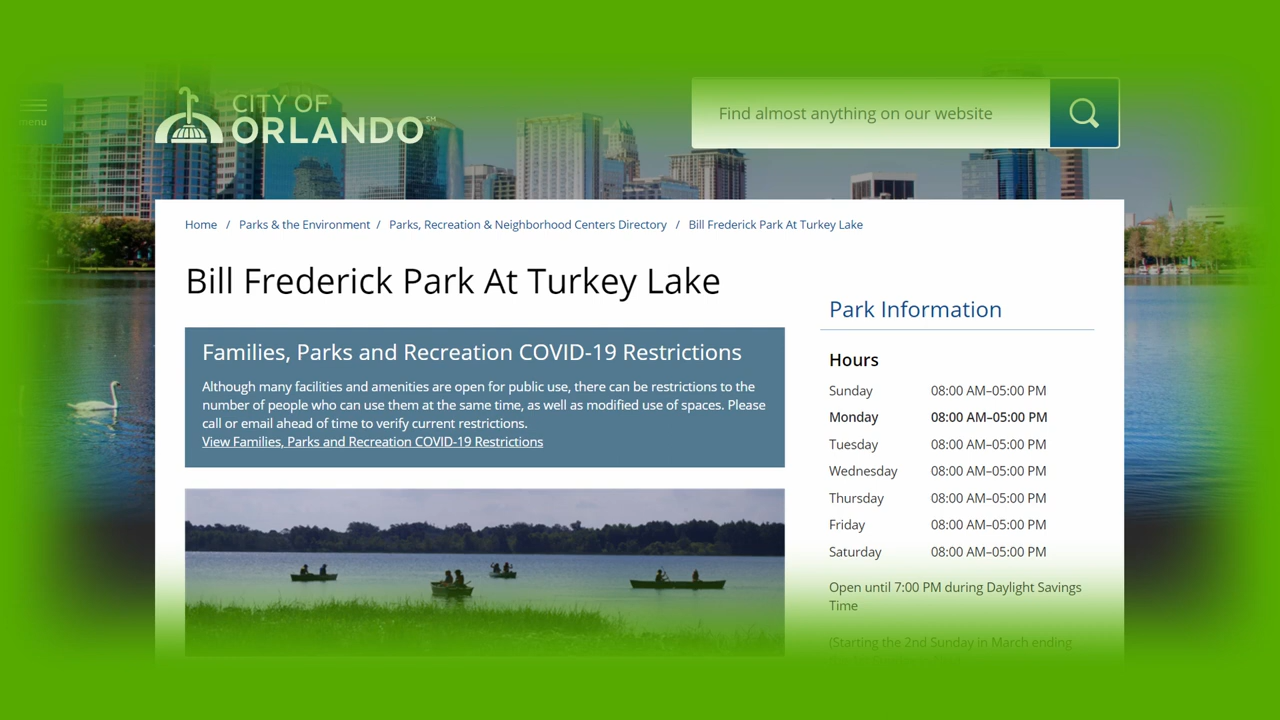 menu
CITY OF
ORLANDO SM
Find almost anything on our website
Home / Parks & the Environment / Parks, Recreation & Neighborhood Centers Directory / Bill Frederick Park At Turkey Lake
Bill Frederick Park At Turkey Lake
Families, Parks and Recreation COVID-19 Restrictions
Although many facilities and amenities are open for public use, there can be restrictions to the
number of people who can use them at the same time, as well as modified use of spaces. Please
call or email ahead of time to verify current restrictions.
View Families, Parks and Recreation COVID-19 Restrictions
Park Information
Hours
Sunday 08:00 AM–05:00 PM
Monday 08:00 AM–05:00 PM
Tuesday 08:00 AM–05:00 PM
Wednesday 08:00 AM–05:00 PM
Thursday 08:00 AM–05:00 PM
Friday 08:00 AM–05:00 PM
Saturday 08:00 AM–05:00 PM
Open until 7:00 PM during Daylight Savings
Time
(Starting the 2nd Sunday in March ending